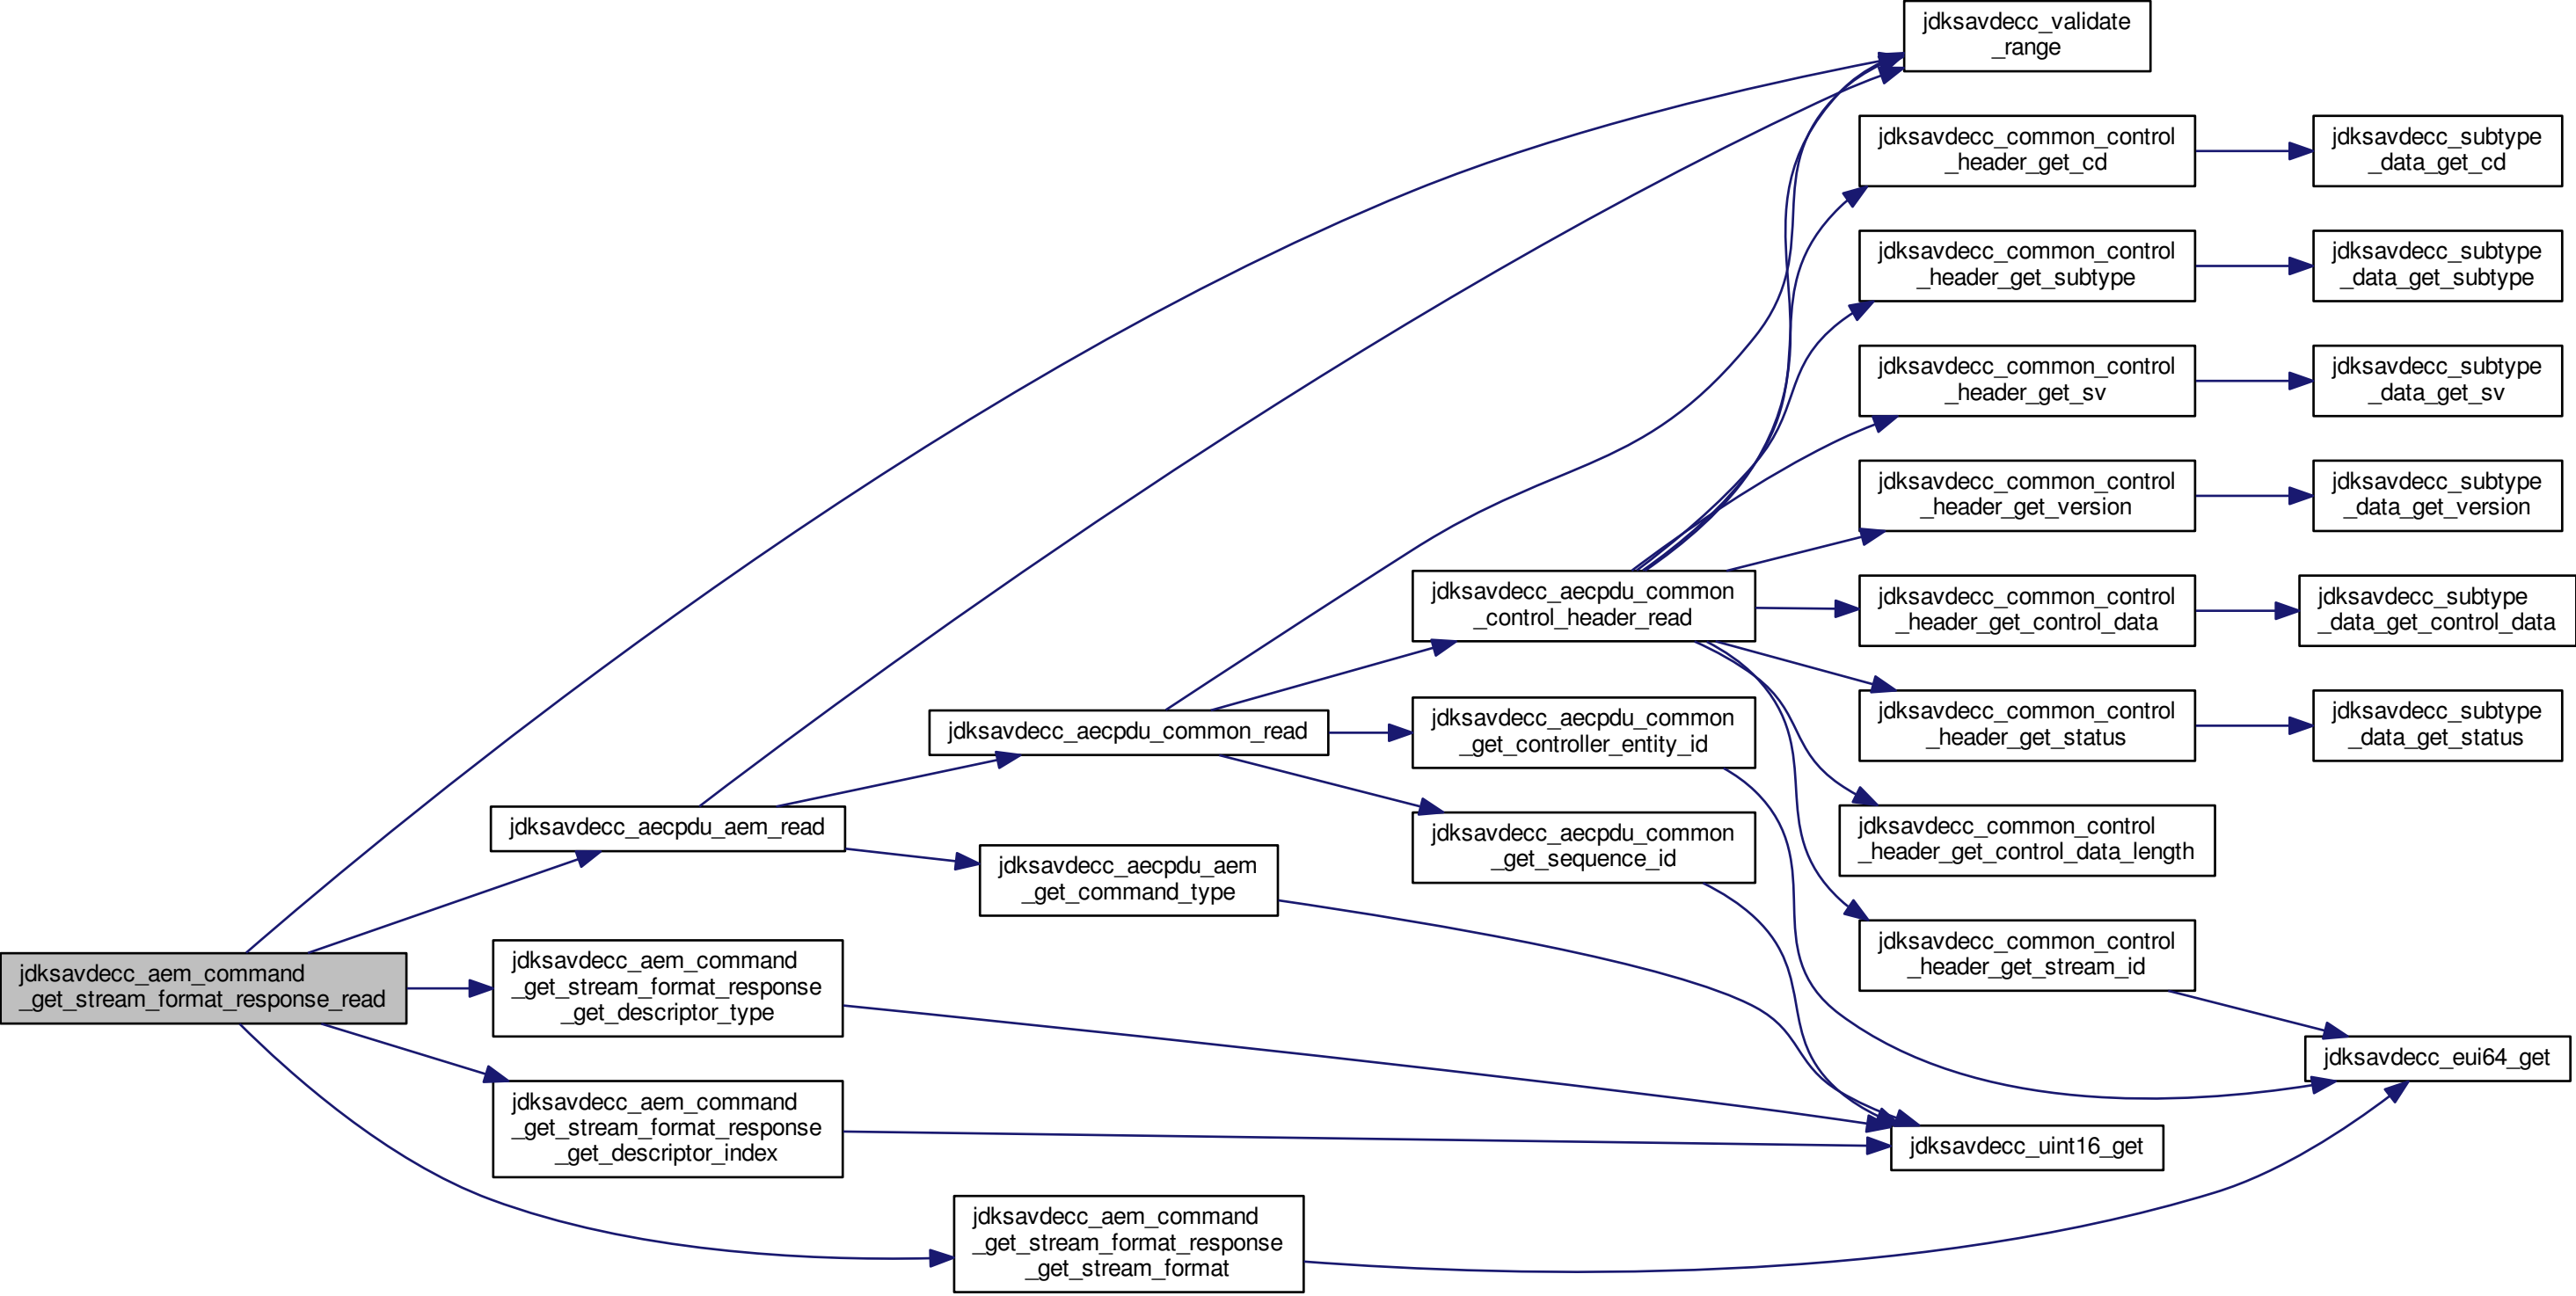 jdksavdecc_aem_command
_get_stream_format_response_read
jdksavdecc_aecpdu_aem_read
jdksavdecc_aem_command
_get_stream_format_response
_get_descriptor_type
jdksavdecc_aem_command
_get_stream_format_response
_get_descriptor_index
jdksavdecc_aecpdu_common_read
jdksavdecc_aecpdu_aem
_get_command_type
jdksavdecc_aem_command
_get_stream_format_response
_get_stream_format
jdksavdecc_aecpdu_common
_control_header_read
jdksavdecc_aecpdu_common
_get_controller_entity_id
jdksavdecc_aecpdu_common
_get_sequence_id
jdksavdecc_validate
_range
jdksavdecc_common_control
_header_get_cd
jdksavdecc_common_control
_header_get_subtype
jdksavdecc_common_control
_header_get_sv
jdksavdecc_common_control
_header_get_version
jdksavdecc_common_control
_header_get_control_data
jdksavdecc_common_control
_header_get_status
jdksavdecc_common_control
_header_get_control_data_length
jdksavdecc_common_control
_header_get_stream_id
jdksavdecc_uint16_get
jdksavdecc_subtype
_data_get_cd
jdksavdecc_subtype
_data_get_subtype
jdksavdecc_subtype
_data_get_sv
jdksavdecc_subtype
_data_get_version
jdksavdecc_subtype
_data_get_control_data
jdksavdecc_subtype
_data_get_status
jdksavdecc_eui64_get